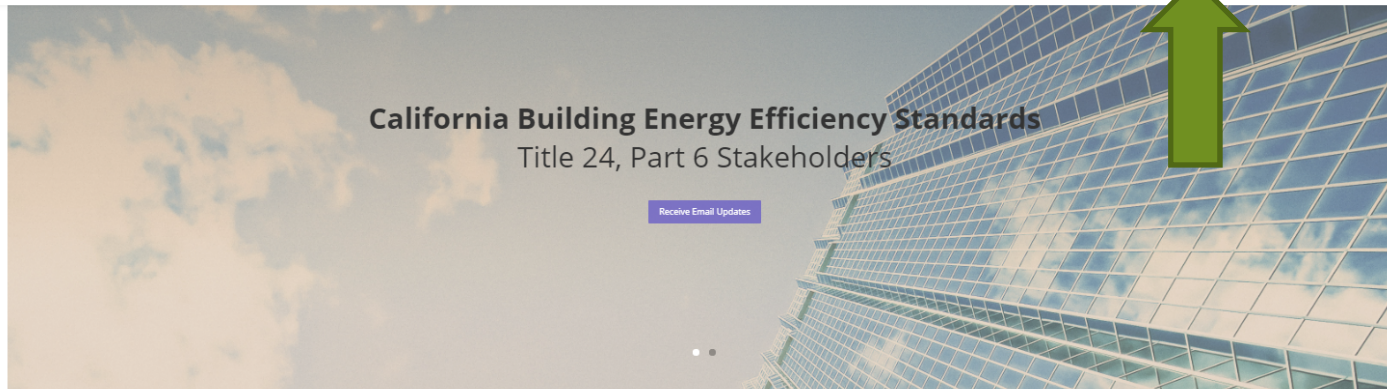 California Building Energy Efficiency Standards
Title 24, Part 6 Stakeholders
Receive Email Updates